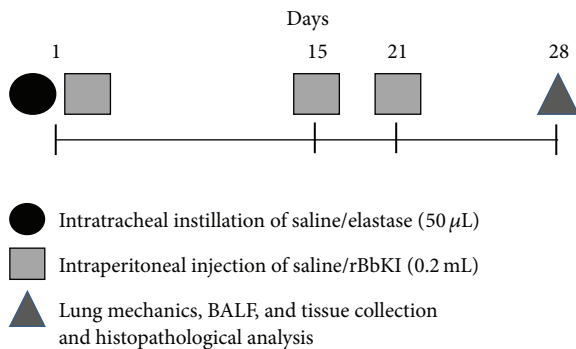 Days
1 15 21 28
Intratracheal instillation of saline/elastase (50 μL)
Intraperitoneal injection of saline/rBbKI (0.2 mL)
Lung mechanics, BALF, and tissue collection
and histopathological analysis